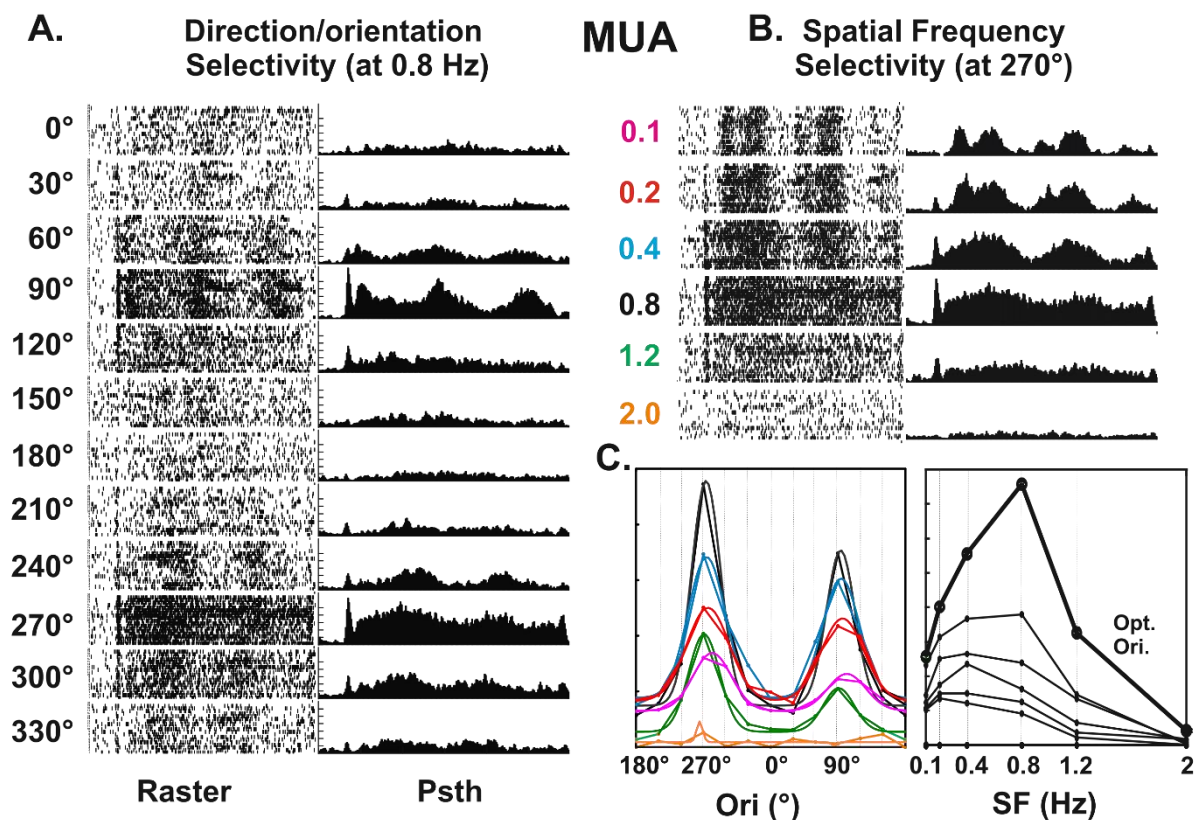 A.
Direction/orientation
Selectivity (at 0.8 Hz)
MUA
B.
Spatial Frequency
Selectivity (at 270°)
0°
30°
60°
90°
120°
150°
180°
210°
240°
270°
300°
330°
Raster
Psth
0.1
0.2
0.4
0.8
1.2
2.0
C.
180°
270°
0°
90°
Ori (°)
Opt.
Ori.
0.1
0.4
0.8
1.2
2
SF (Hz)